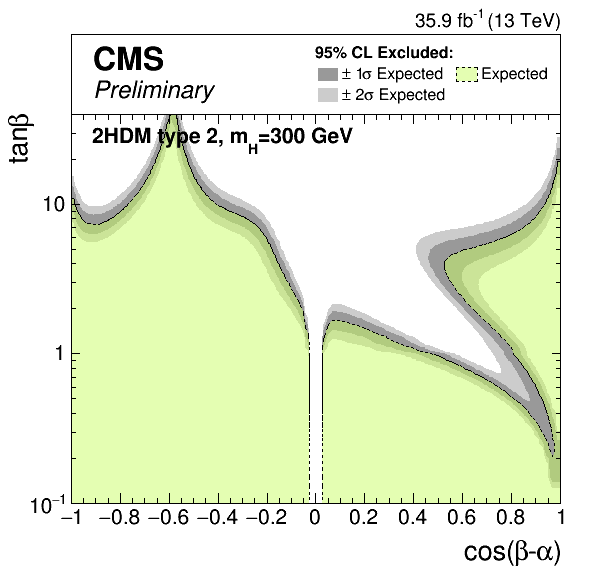 35.9 fb⁻¹ (13 TeV)
CMS
Preliminary
95% CL Excluded:
± 1σ Expected
Expected
± 2σ Expected
2HDM type 2, m_H=300 GeV
tanβ
10
1
10⁻¹
−1 −0.8 −0.6 −0.4 −0.2 0 0.2 0.4 0.6 0.8 1
cos(β-α)